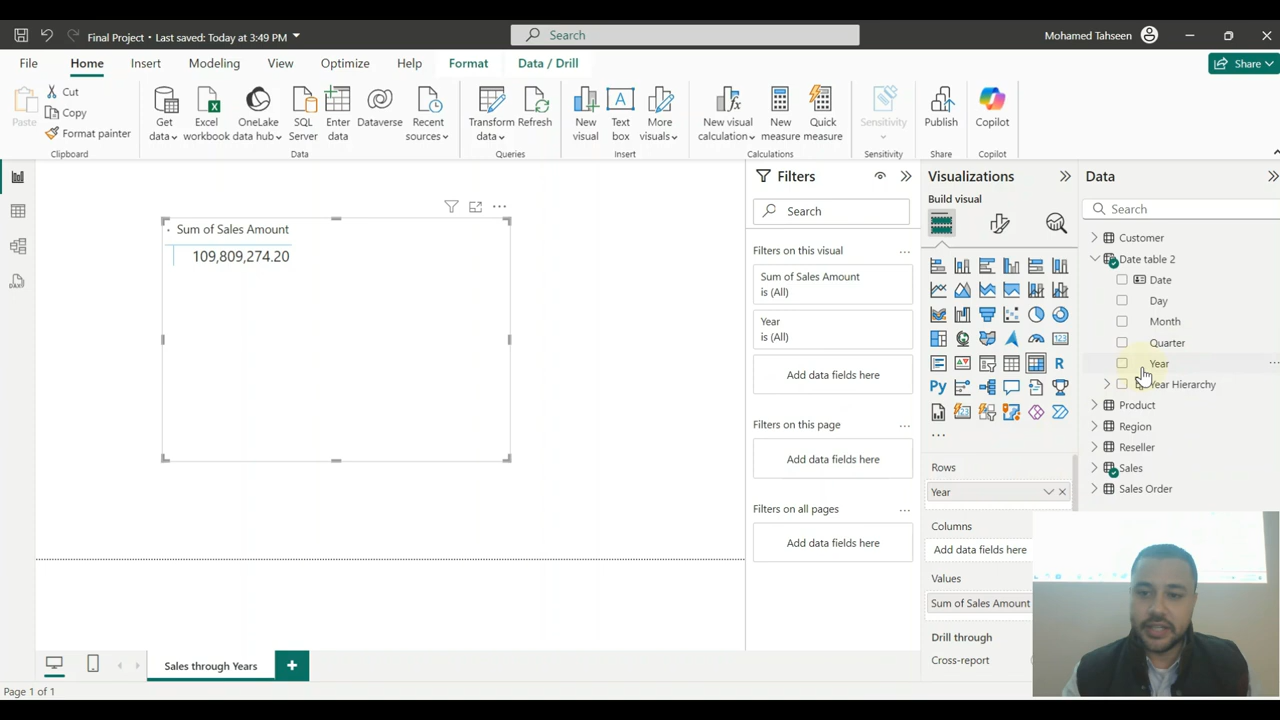 Final Project • Last saved: Today at 3:49 PM
Search
Mohamed Tahseen
File
Home
Insert
Modeling
View
Optimize
Help
Format
Data / Drill
Share
Paste
Cut
Copy
Format painter
Clipboard
Get data
Excel workbook
OneLake data hub
SQL Server
Enter data
Dataverse
Recent sources
Data
Transform data
Refresh
Queries
New visual
Text box
More visuals
Insert
New visual calculation
New measure
Quick measure
Calculations
Sensitivity
Sensitivity
Publish
Share
Copilot
Copilot
Sum of Sales Amount
109,809,274.20
Filters
Search
Filters on this visual
Sum of Sales Amount
is (All)
Year
is (All)
Add data fields here
Filters on this page
Add data fields here
Filters on all pages
Add data fields here
Visualizations
Build visual
R
Py
123
Rows
Year
Columns
Add data fields here
Values
Sum of Sales Amount
Drill through
Cross-report
Data
Search
Customer
Date table 2
Date
Day
Month
Quarter
Year
Year Hierarchy
Product
Region
Reseller
Sales
Sales Order
Sales through Years
Page 1 of 1